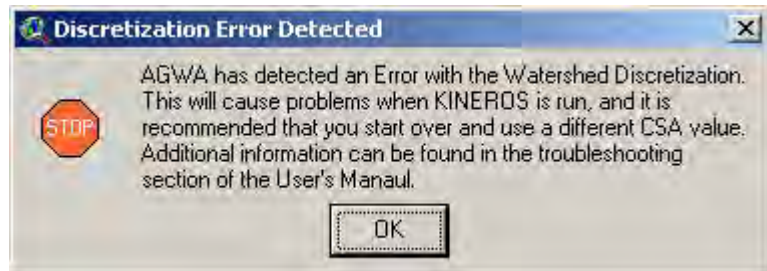 Discretization Error Detected
AGWA has detected an Error with the Watershed Discretization.
This will cause problems when KINEROS is run, and it is
recommended that you start over and use a different CSA value.
Additional information can be found in the troubleshooting
section of the User's Manaul.
STOP
OK